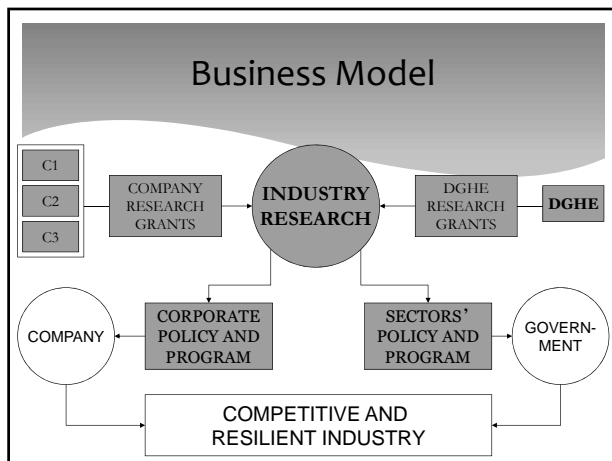 Business Model
C1
C2
C3
COMPANY
RESEARCH
GRANTS
INDUSTRY
RESEARCH
DGHE
RESEARCH
GRANTS
DGHE
COMPANY
CORPORATE
POLICY AND
PROGRAM
SECTORS’
POLICY AND
PROGRAM
GOVERN-
MENT
COMPETITIVE AND
RESILIENT INDUSTRY